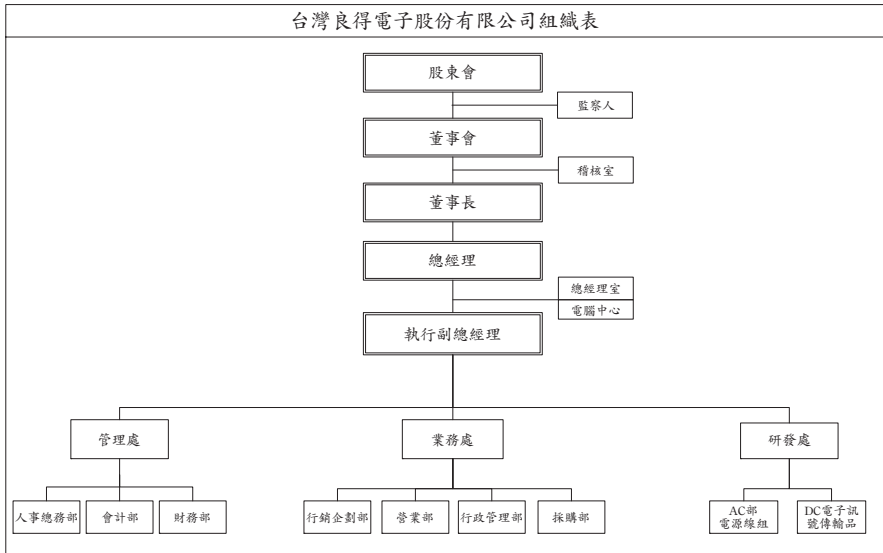 台灣良得電子股份有限公司組織表
股東會
監察人
董事會
稽核室
董事長
總經理
總經理室
電腦中心
執行副總經理
管理處
業務處
研發處
人事總務部
會計部
財務部
行銷企劃部
營業部
行政管理部
採購部
AC部
電源線組
DC電子訊
號傳輸品